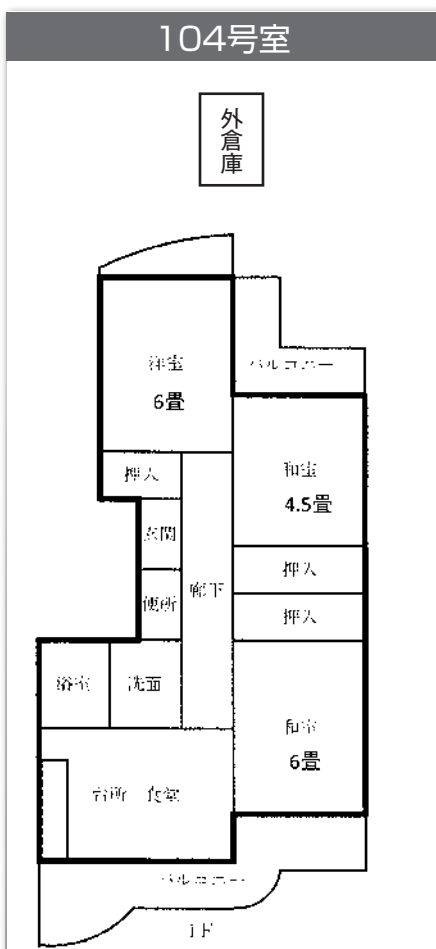 104号室
外倉庫
洋室
6畳
バルコニー
和室
4.5畳
押入
玄関
押入
便所
廊下
押入
浴室
洗面
和室
6畳
台所 食堂
バルコニー
1F